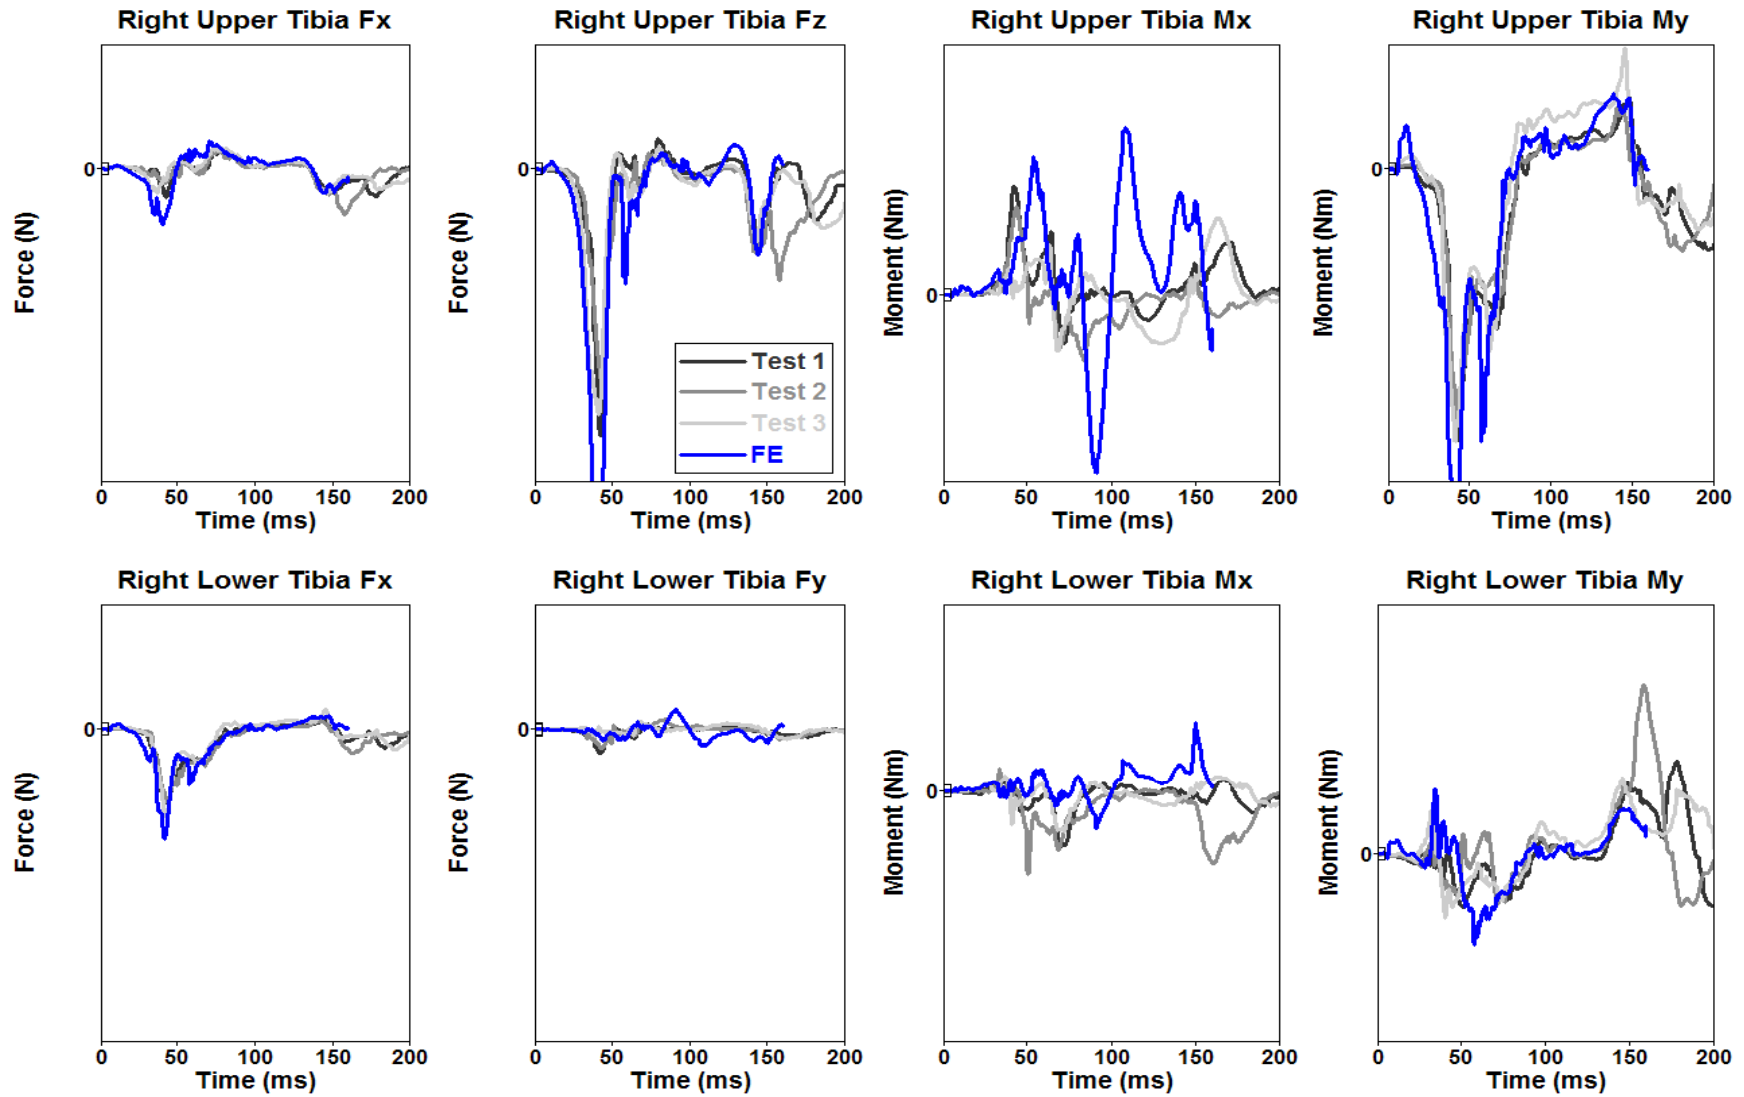 Right Upper Tibia Fx
Right Upper Tibia Fz
Right Upper Tibia Mx
Right Upper Tibia My
Force (N)
0
0 50 100 150 200
Time (ms)
Force (N)
0
Test 1
Test 2
Test 3
FE
0 50 100 150 200
Time (ms)
Moment (Nm)
0
0 50 100 150 200
Time (ms)
Moment (Nm)
0
0 50 100 150 200
Time (ms)
Right Lower Tibia Fx
Right Lower Tibia Fy
Right Lower Tibia Mx
Right Lower Tibia My
Force (N)
0
0 50 100 150 200
Time (ms)
Force (N)
0
0 50 100 150 200
Time (ms)
Moment (Nm)
0
0 50 100 150 200
Time (ms)
Moment (Nm)
0
0 50 100 150 200
Time (ms)